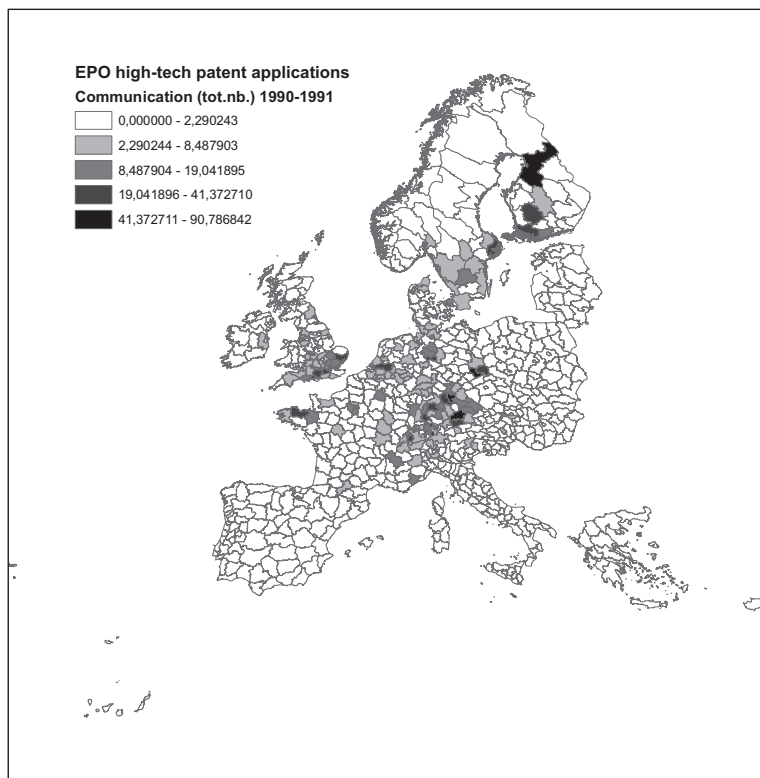 EPO high-tech patent applications
Communication (tot.nb.) 1990-1991
0,000000 - 2,290243
2,290244 - 8,487903
8,487904 - 19,041895
19,041896 - 41,372710
41,372711 - 90,786842